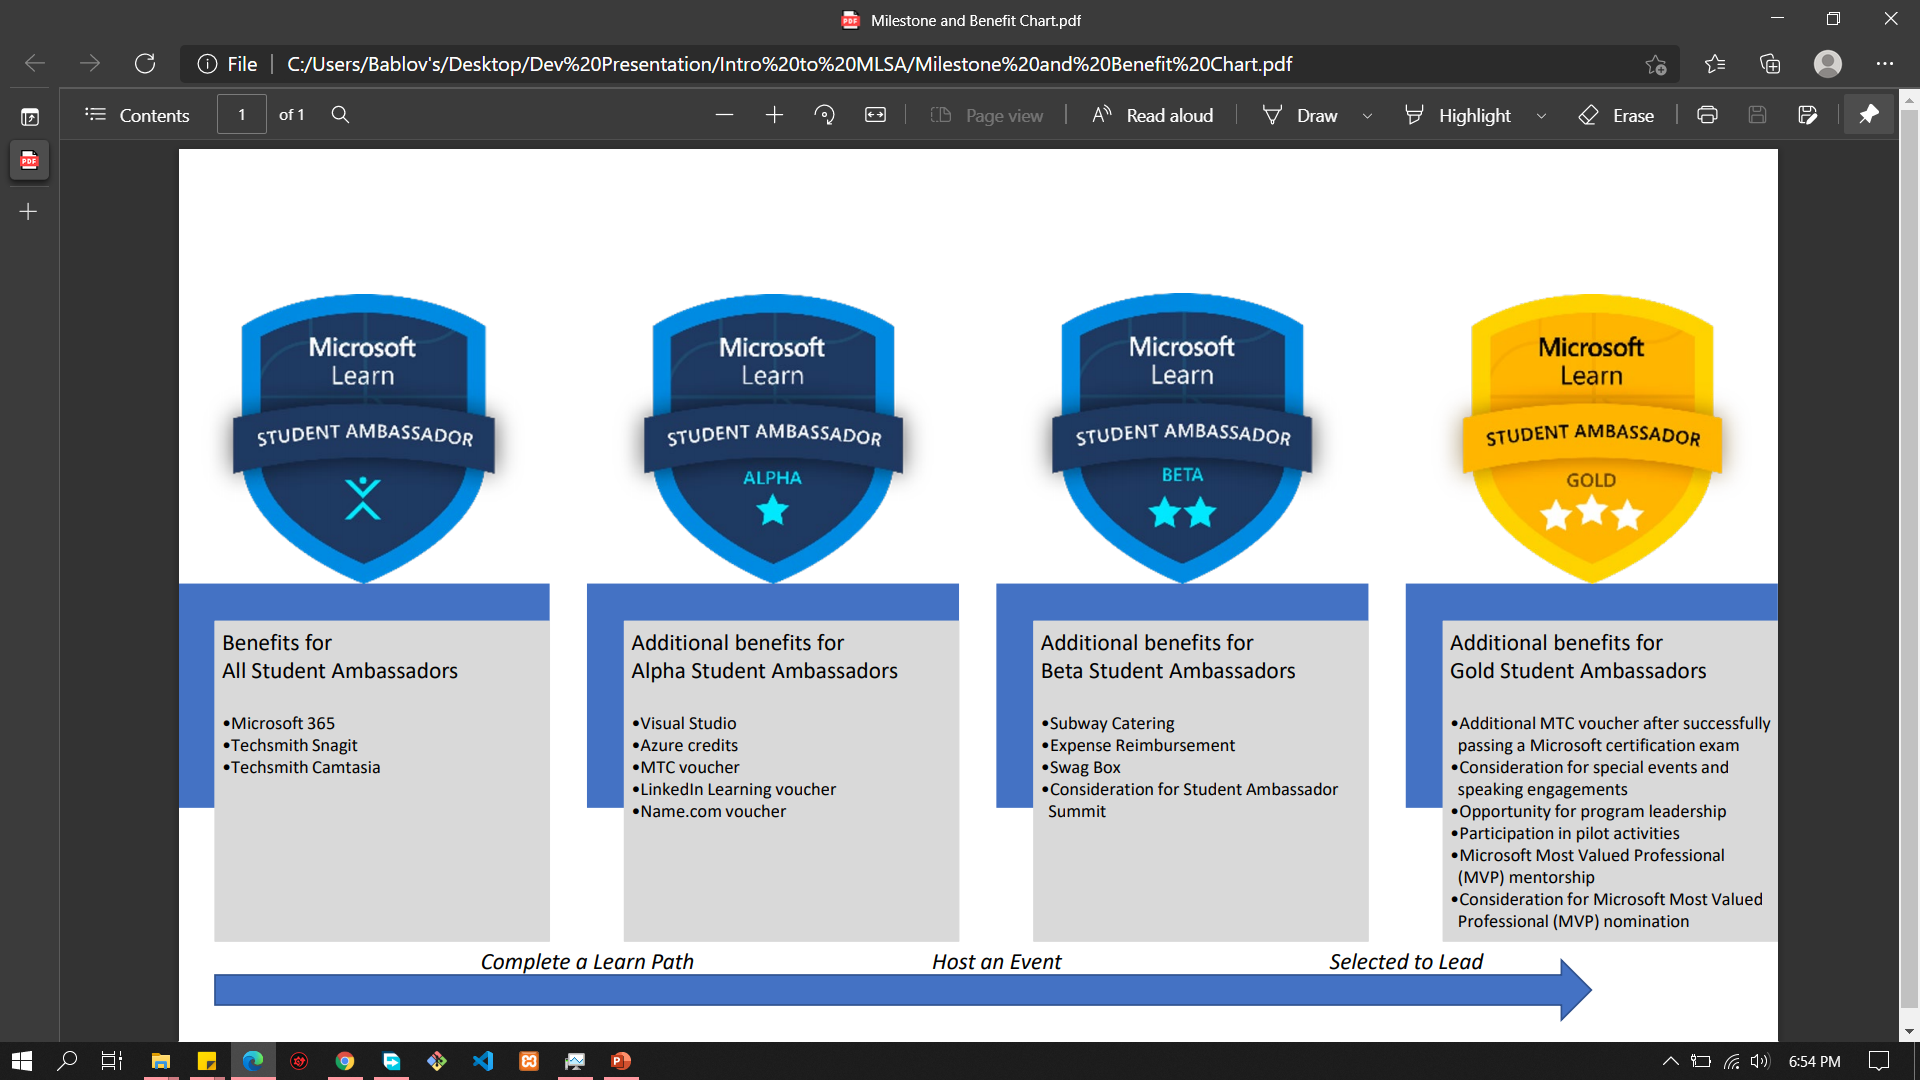 Milestone and Benefit Chart.pdf
File
C:/Users/Bablov's/Desktop/Dev%20Presentation/Intro%20to%20MLSA/Milestone%20and%20Benefit%20Chart.pdf
Contents
1
of 1
Page view
Read aloud
Draw
Highlight
Erase
Microsoft
Learn
STUDENT AMBASSADOR
Microsoft
Learn
STUDENT AMBASSADOR
ALPHA
Microsoft
Learn
STUDENT AMBASSADOR
BETA
Microsoft
Learn
STUDENT AMBASSADOR
GOLD
Benefits for
All Student Ambassadors
•Microsoft 365
•Techsmith Snagit
•Techsmith Camtasia
Additional benefits for
Alpha Student Ambassadors
•Visual Studio
•Azure credits
•MTC voucher
•LinkedIn Learning voucher
•Name.com voucher
Additional benefits for
Beta Student Ambassadors
•Subway Catering
•Expense Reimbursement
•Swag Box
•Consideration for Student Ambassador
Summit
Additional benefits for
Gold Student Ambassadors
•Additional MTC voucher after successfully
passing a Microsoft certification exam
•Consideration for special events and
speaking engagements
•Opportunity for program leadership
•Participation in pilot activities
•Microsoft Most Valued Professional
(MVP) mentorship
•Consideration for Microsoft Most Valued
Professional (MVP) nomination
Complete a Learn Path
Host an Event
Selected to Lead
6:54 PM